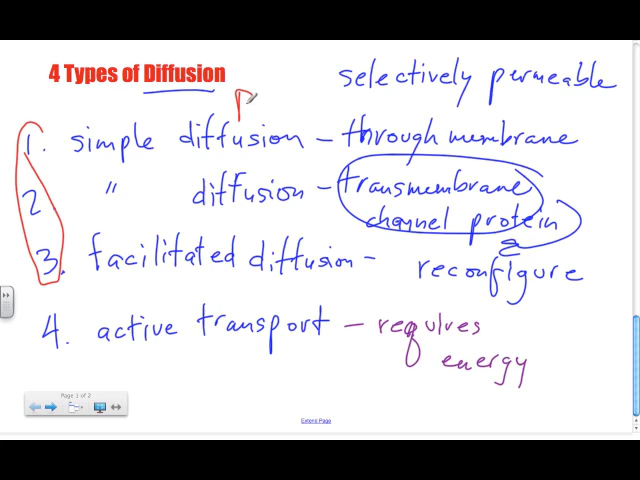 4 Types of Diffusion
selectively permeable
1. simple diffusion - through membrane
2 " diffusion - transmembrane
channel protein
3. facilitated diffusion - reconfigure
4. active transport - requires
energy
Page 1 of 2
Extend Page